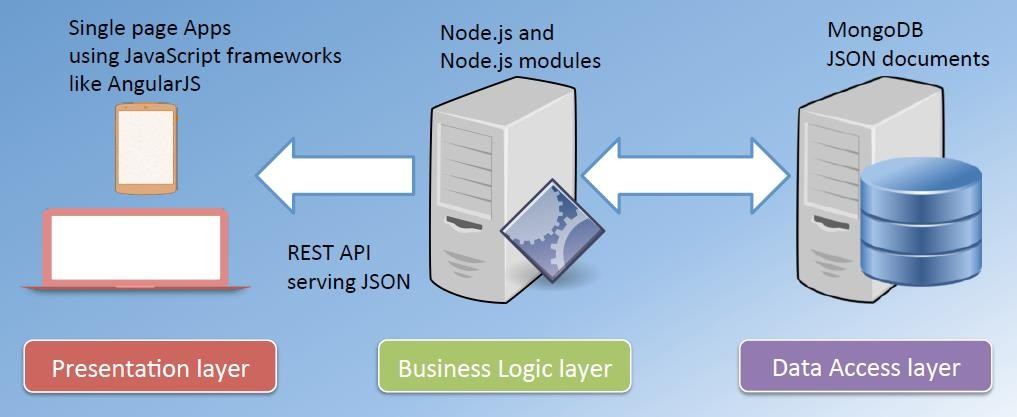 Single page Apps
using JavaScript frameworks
like AngularJS
Node.js and
Node.js modules
MongoDB
JSON documents
REST API
serving JSON
Presentation layer
Business Logic layer
Data Access layer